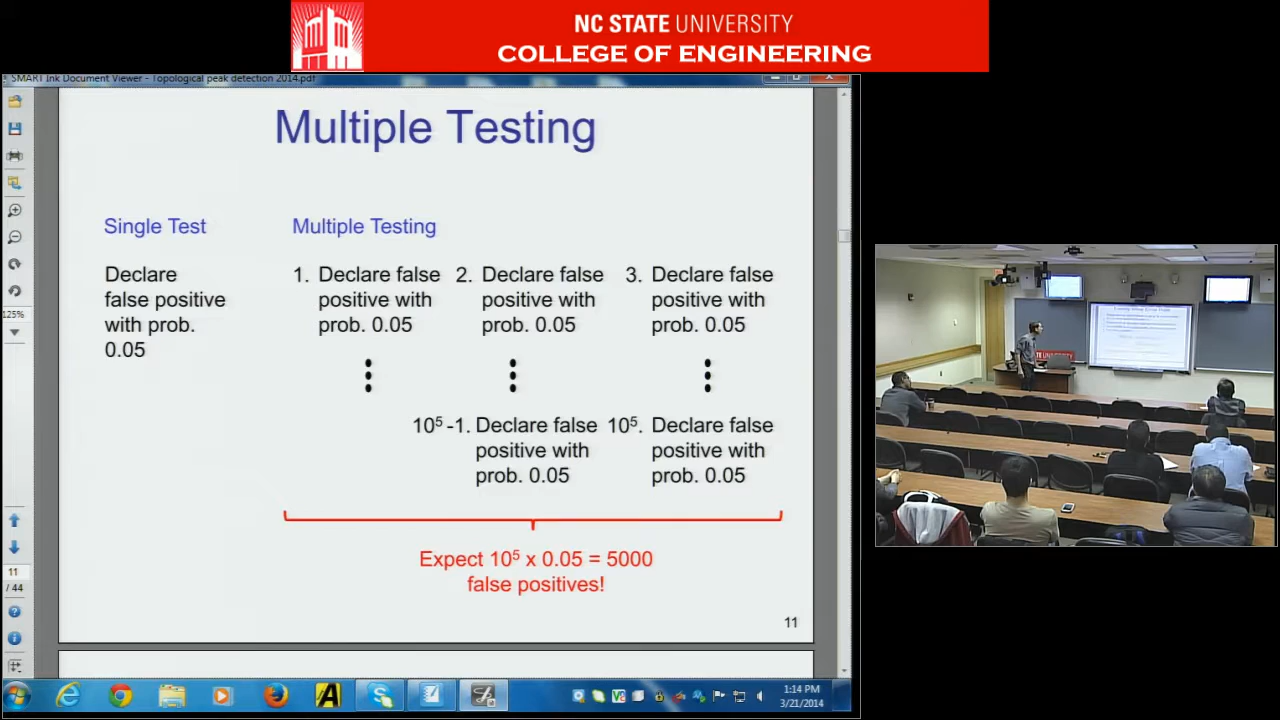 NC STATE UNIVERSITY
COLLEGE OF ENGINEERING
SMART Ink Document Viewer - Topological peak detection 2014.pdf
Multiple Testing
Single Test
Multiple Testing
Declare
false positive
with prob.
0.05
1. Declare false
positive with
prob. 0.05
2. Declare false
positive with
prob. 0.05
3. Declare false
positive with
prob. 0.05
10⁵ -1. Declare false
positive with
prob. 0.05
10⁵. Declare false
positive with
prob. 0.05
Expect 10⁵ x 0.05 = 5000
false positives!
11
125%
11
/ 44
1:14 PM
3/21/2014